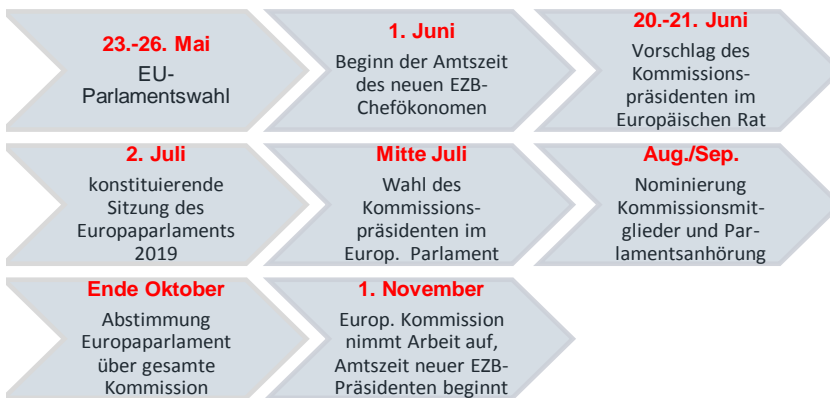 23.-26. Mai
EU-
Parlamentswahl
1. Juni
Beginn der Amtszeit
des neuen EZB-
Chefökonomen
20.-21. Juni
Vorschlag des
Kommissions-
präsidenten im
Europäischen Rat
2. Juli
konstituierende
Sitzung des
Europaparlaments
2019
Mitte Juli
Wahl des
Kommissions-
präsidenten im
Europ. Parlament
Aug./Sep.
Nominierung
Kommissionsmit-
glieder und Par-
lamentsanhörung
Ende Oktober
Abstimmung
Europaparlament
über gesamte
Kommission
1. November
Europ. Kommission
nimmt Arbeit auf,
Amtszeit neuer EZB-
Präsidenten beginnt